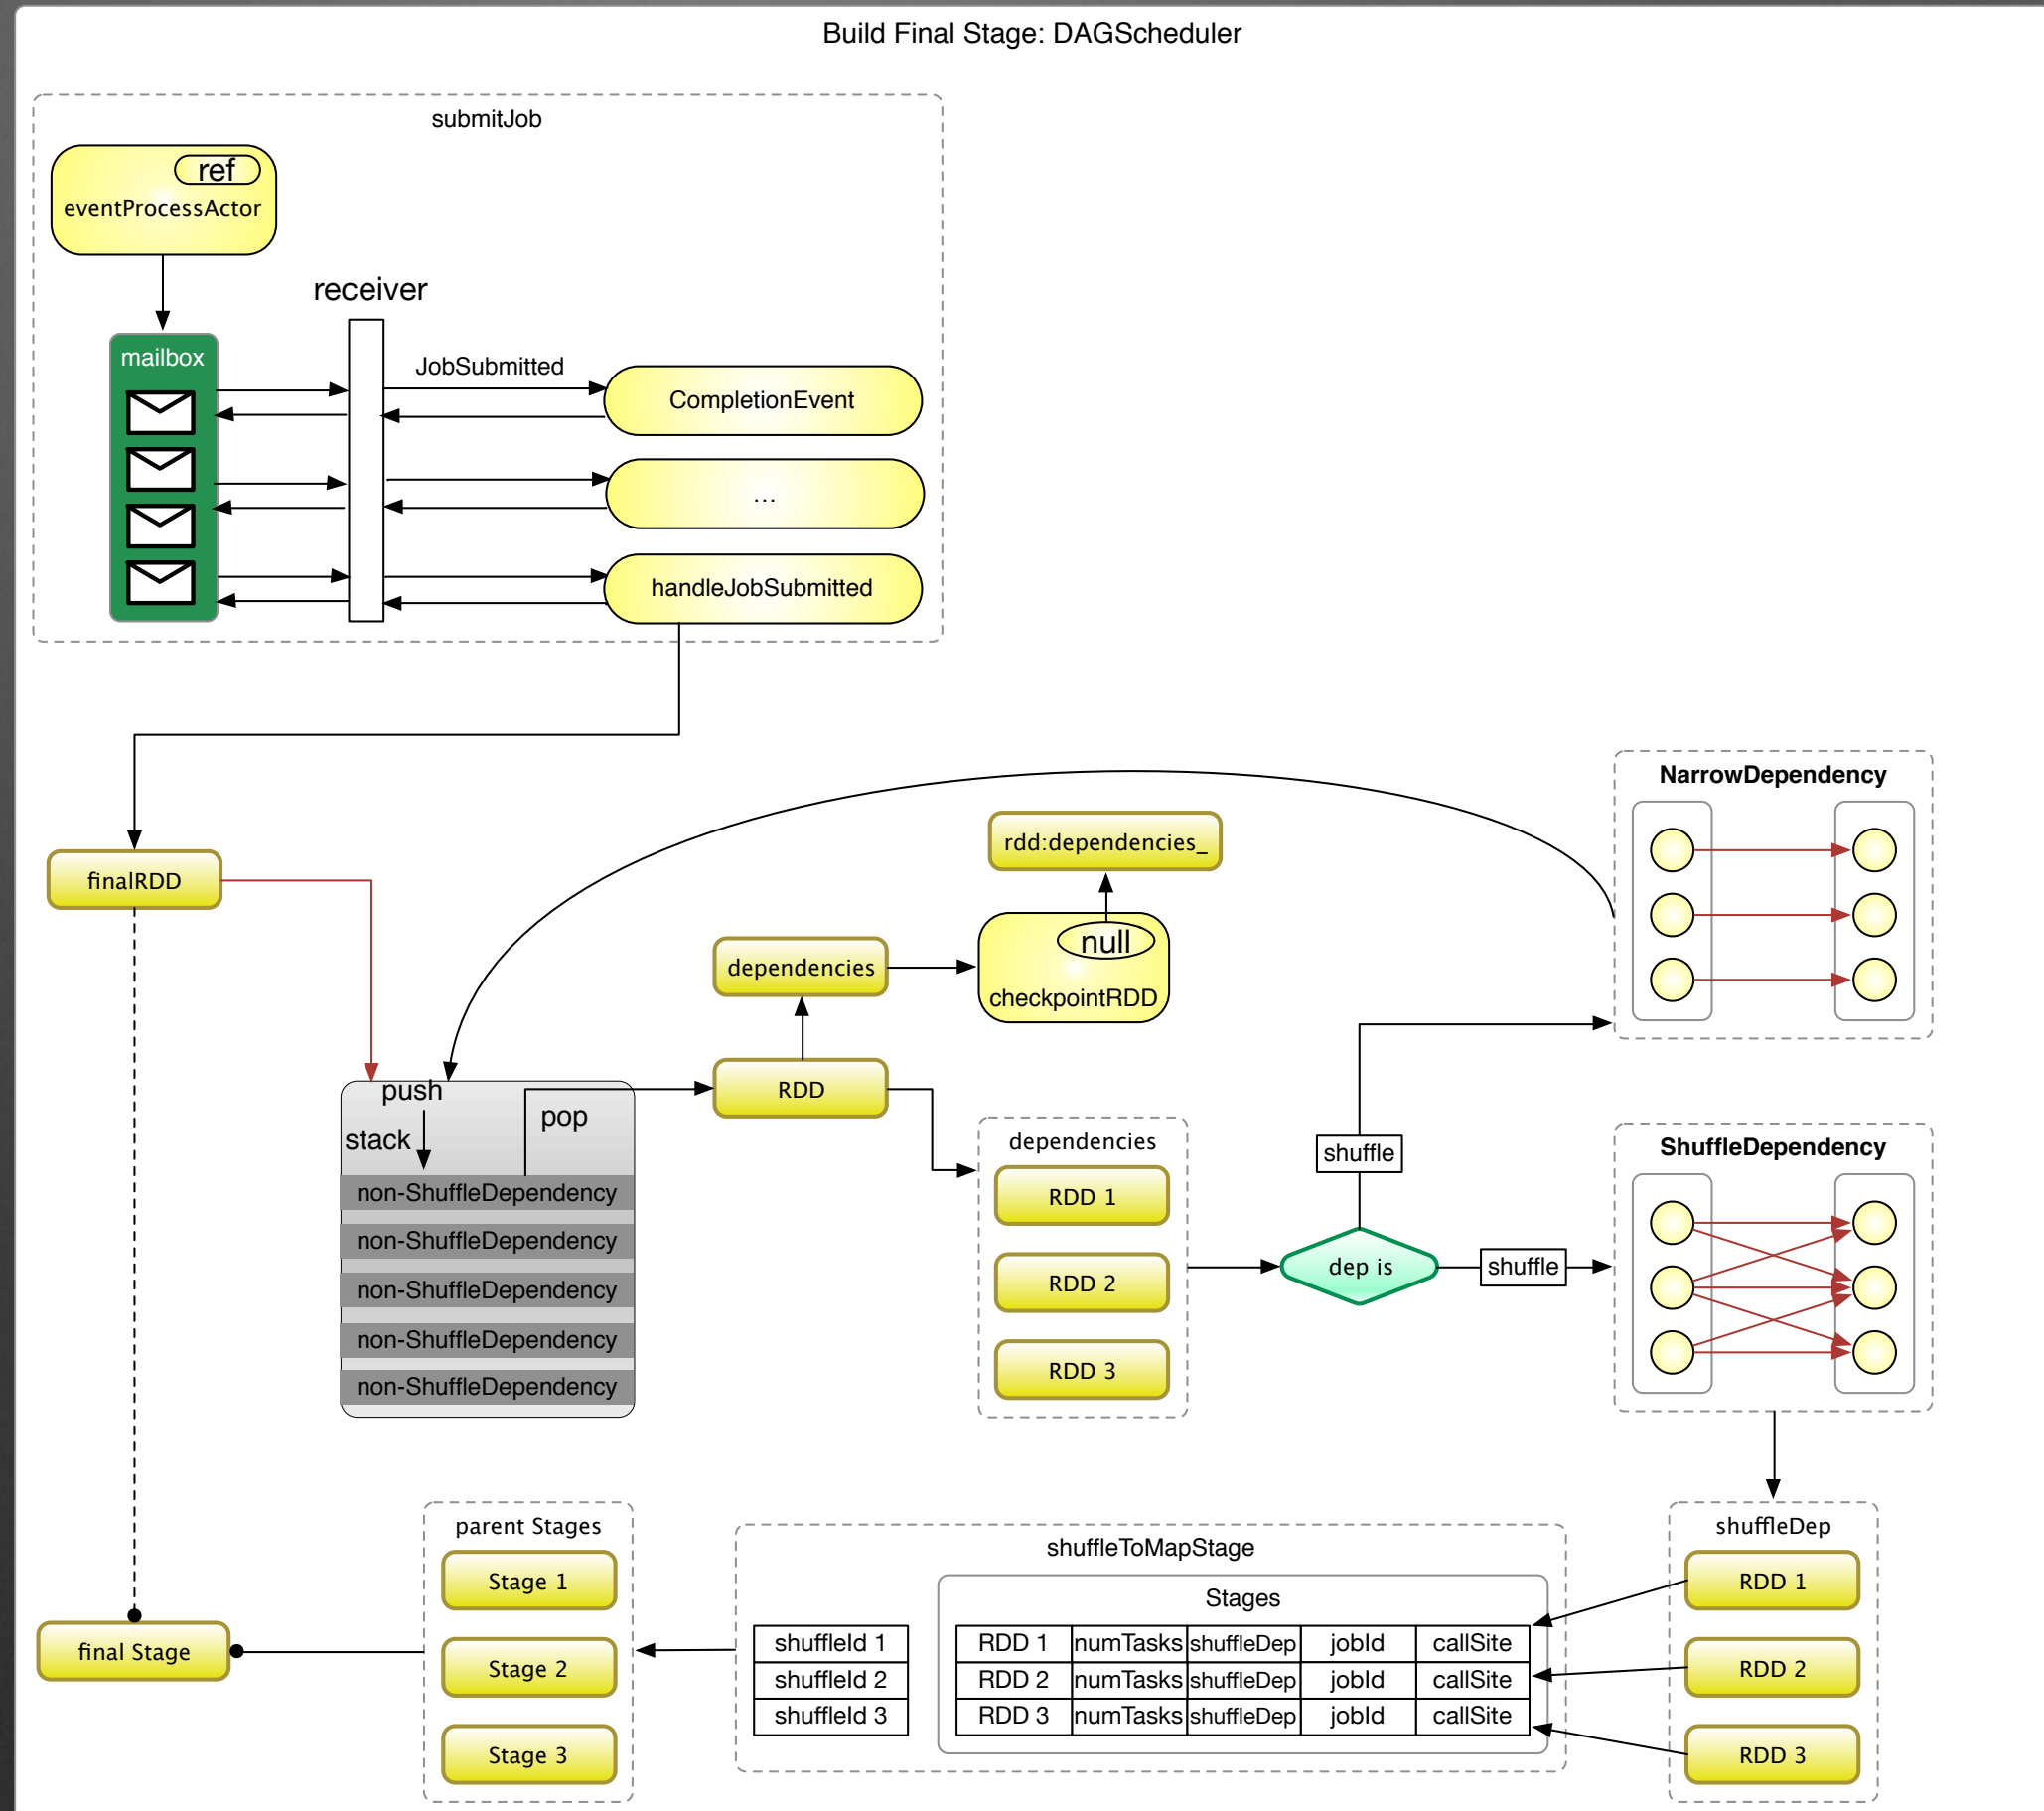 Build Final Stage: DAGScheduler
submitJob
ref
eventProcessActor
receiver
mailbox
JobSubmitted
CompletionEvent
...
handleJobSubmitted
NarrowDependency
rdd:dependencies_
finalRDD
null
dependencies
checkpointRDD
push
RDD
pop
stack
dependencies
shuffle
ShuffleDependency
non-ShuffleDependency
RDD 1
non-ShuffleDependency
dep is
shuffle
non-ShuffleDependency
RDD 2
non-ShuffleDependency
RDD 3
non-ShuffleDependency
parent Stages
shuffleToMapStage
shuffleDep
Stage 1
Stages
RDD 1
final Stage
Stage 2
shuffleId 1
RDD 1 numTasks shuffleDep jobId callSite
shuffleId 2
RDD 2 numTasks shuffleDep jobId callSite
RDD 2
shuffleId 3
RDD 3 numTasks shuffleDep jobId callSite
Stage 3
RDD 3